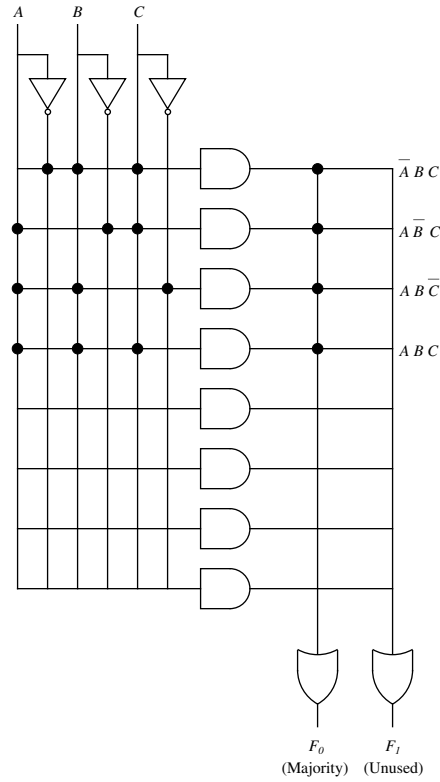 A B C
A̅ B C
A B̅ C
A B C̅
A B C
F₀ F₁
(Majority) (Unused)